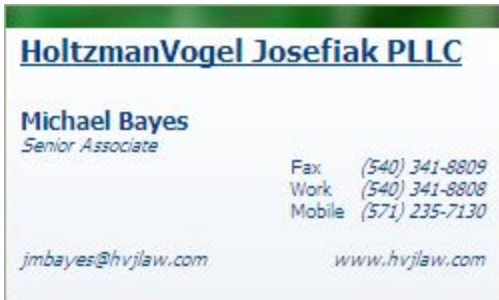 HoltzmanVogel Josefiak PLLC
Michael Bayes
Senior Associate
Fax (540) 341-8809
Work (540) 341-8808
Mobile (571) 235-7130
jmbayes@hvjlaw.com www.hvjlaw.com